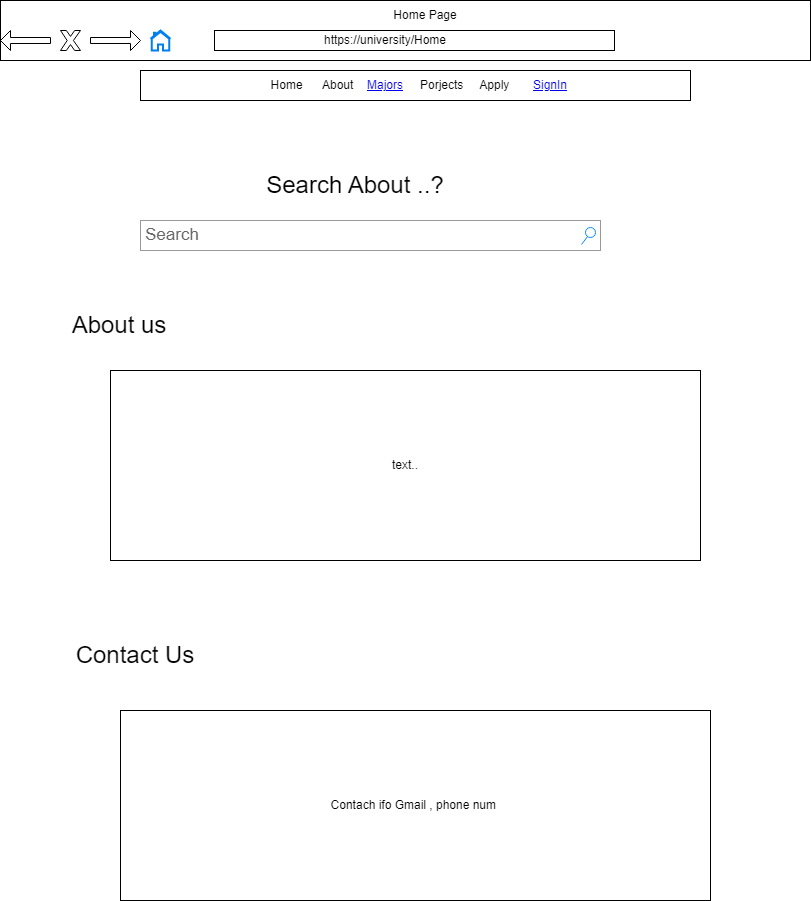 Home Page
https://university/Home
Home About Majors Porjects Apply SignIn
Search About ..?
Search
About us
text..
Contact Us
Contach ifo Gmail , phone num